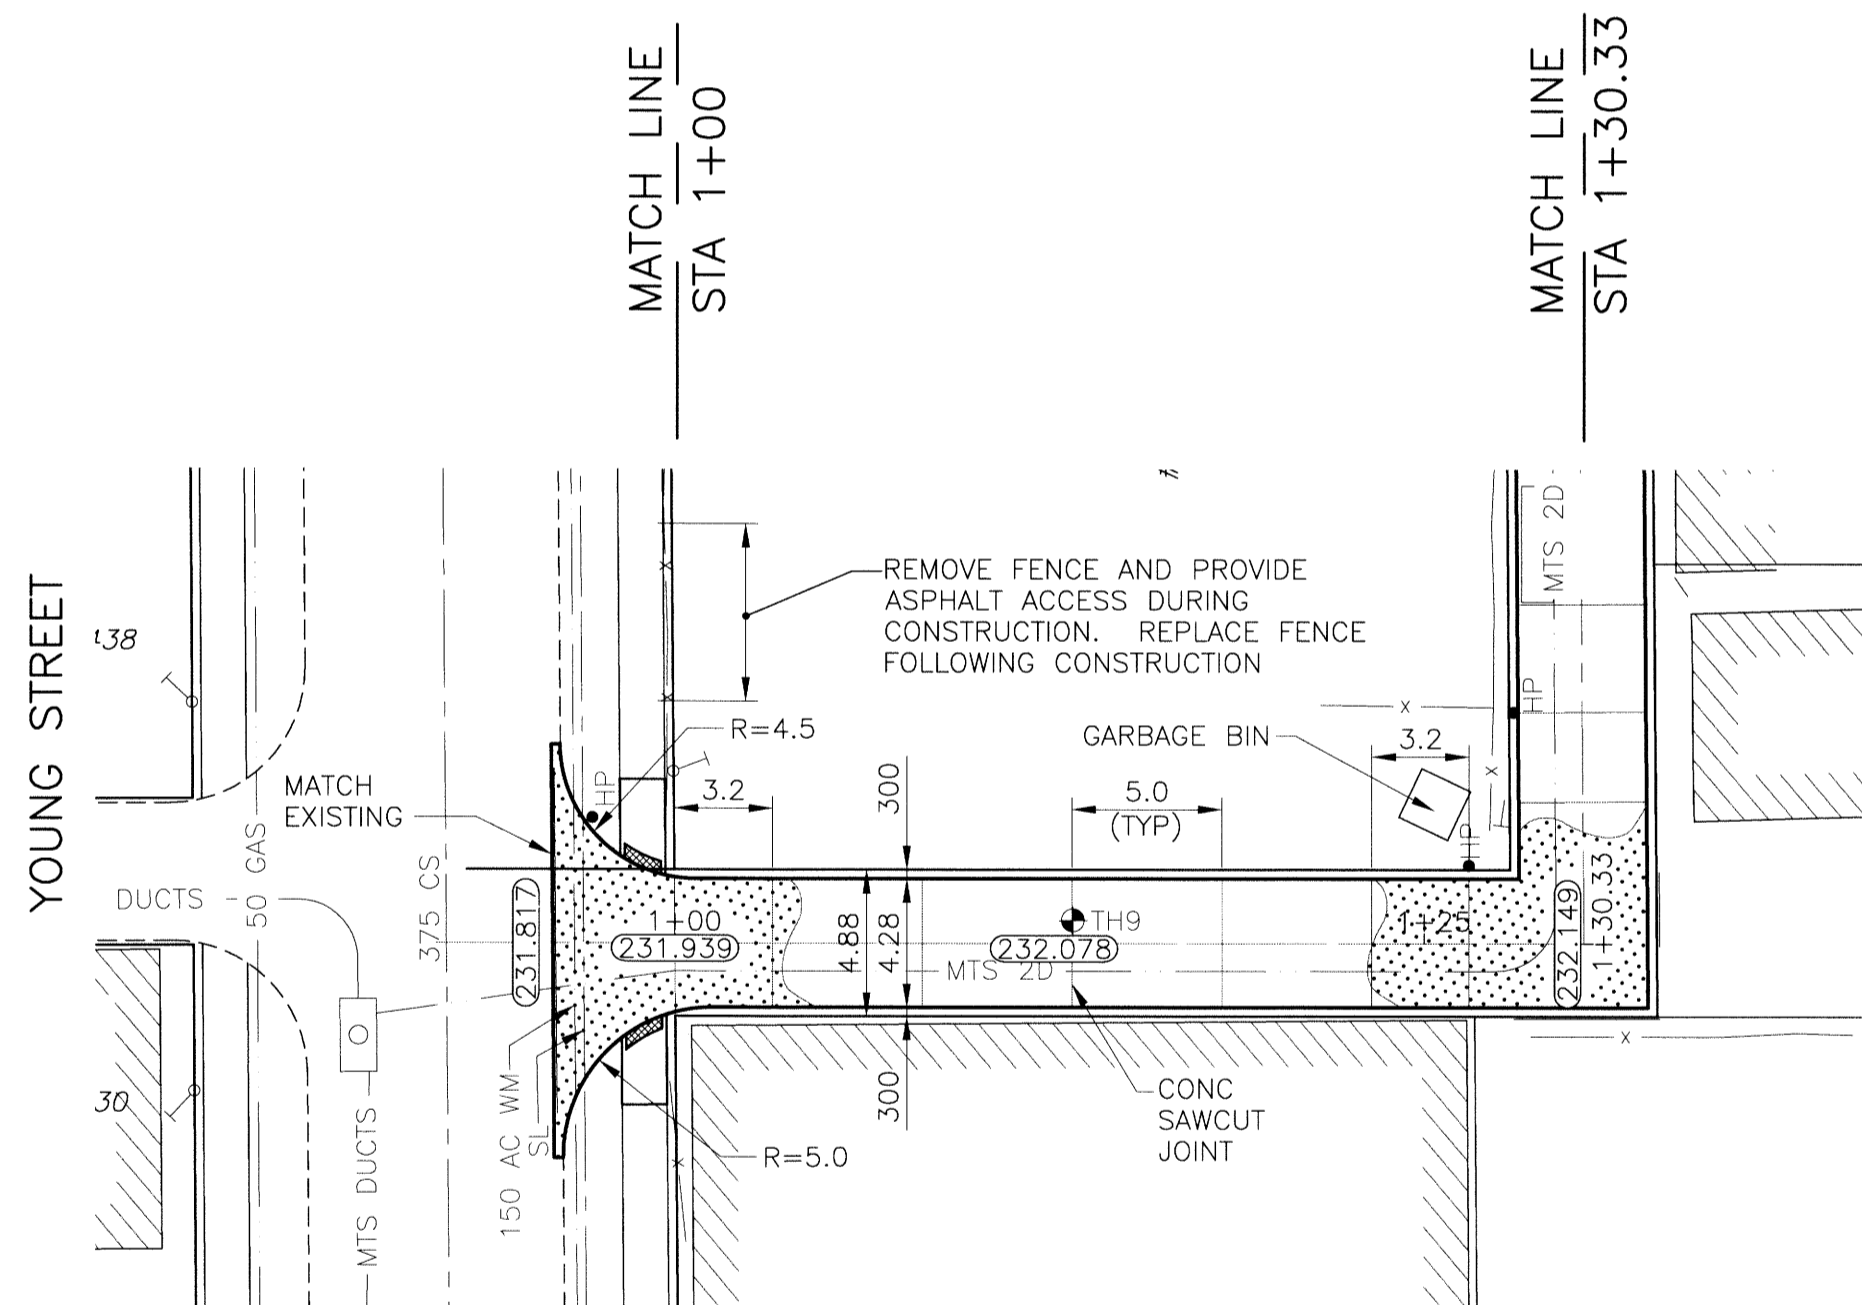 MATCH LINE
STA 1+00
MATCH LINE
STA 1+30.33
YOUNG STREET
MTS 2D
REMOVE FENCE AND PROVIDE
ASPHALT ACCESS DURING
CONSTRUCTION. REPLACE FENCE
FOLLOWING CONSTRUCTION
HP
R=4.5
GARBAGE BIN
3.2
MATCH
EXISTING
HP
3.2
300
5.0
(TYP)
HP
DUCTS
50 GAS
375 CS
231.817
1+00
231.939
4.88
4.28
TH9
232.078
MTS 2D
1+25
232.149
1+30.33
MTS DUCTS
150 AC WM
SL
R=5.0
300
CONC
SAWCUT
JOINT
30
x
x
x
x
x
x